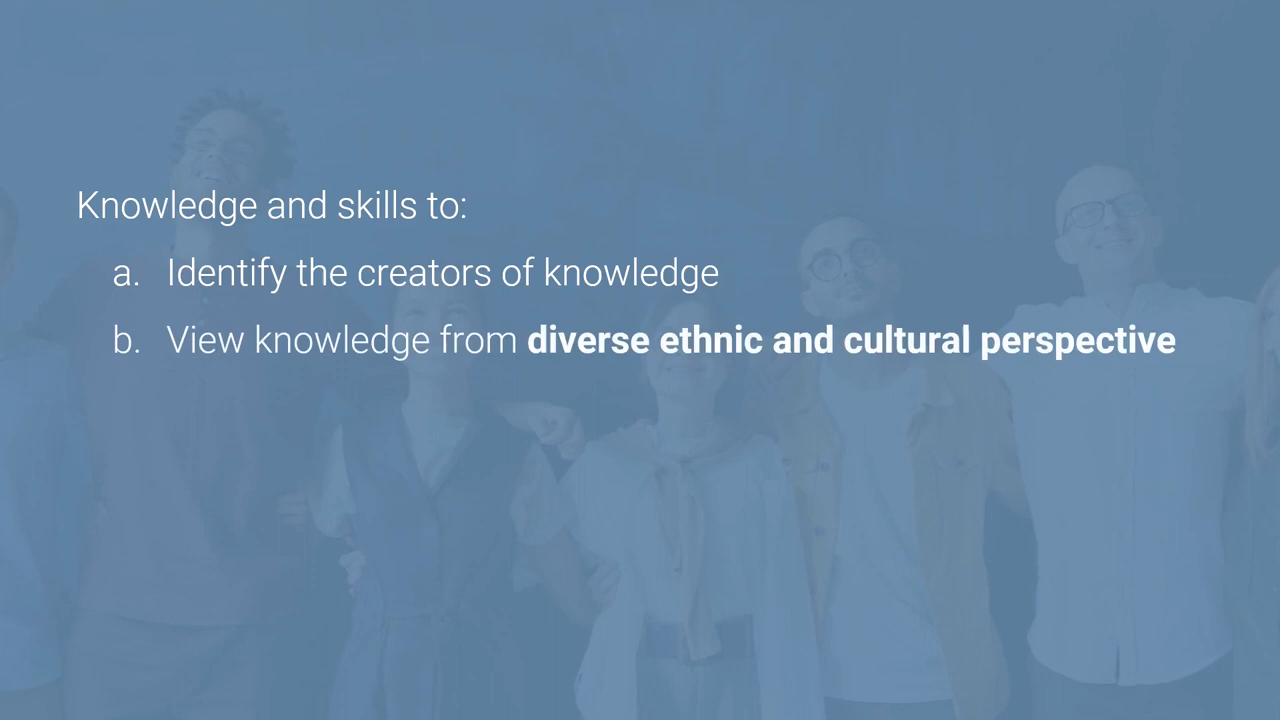 Knowledge and skills to:
a. Identify the creators of knowledge
b. View knowledge from diverse ethnic and cultural perspective